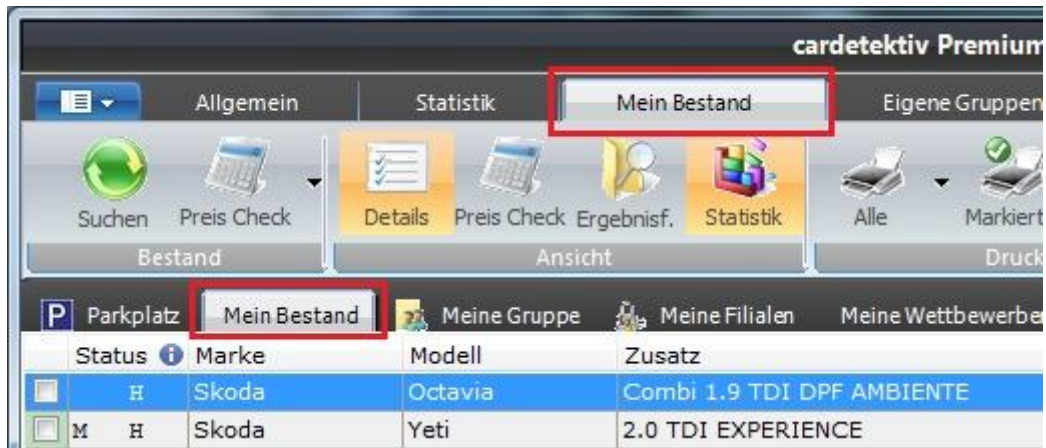 cardetektiv Premium
Allgemein Statistik Mein Bestand Eigene Gruppen
Suchen Preis Check Details Preis Check Ergebnisf. Statistik Alle Markiert
Bestand Ansicht Druck
P Parkplatz Mein Bestand Meine Gruppe Meine Filialen Meine Wettbewerber
Status Marke Modell Zusatz
H Skoda Octavia Combi 1.9 TDI DPF AMBIENTE
M H Skoda Yeti 2.0 TDI EXPERIENCE